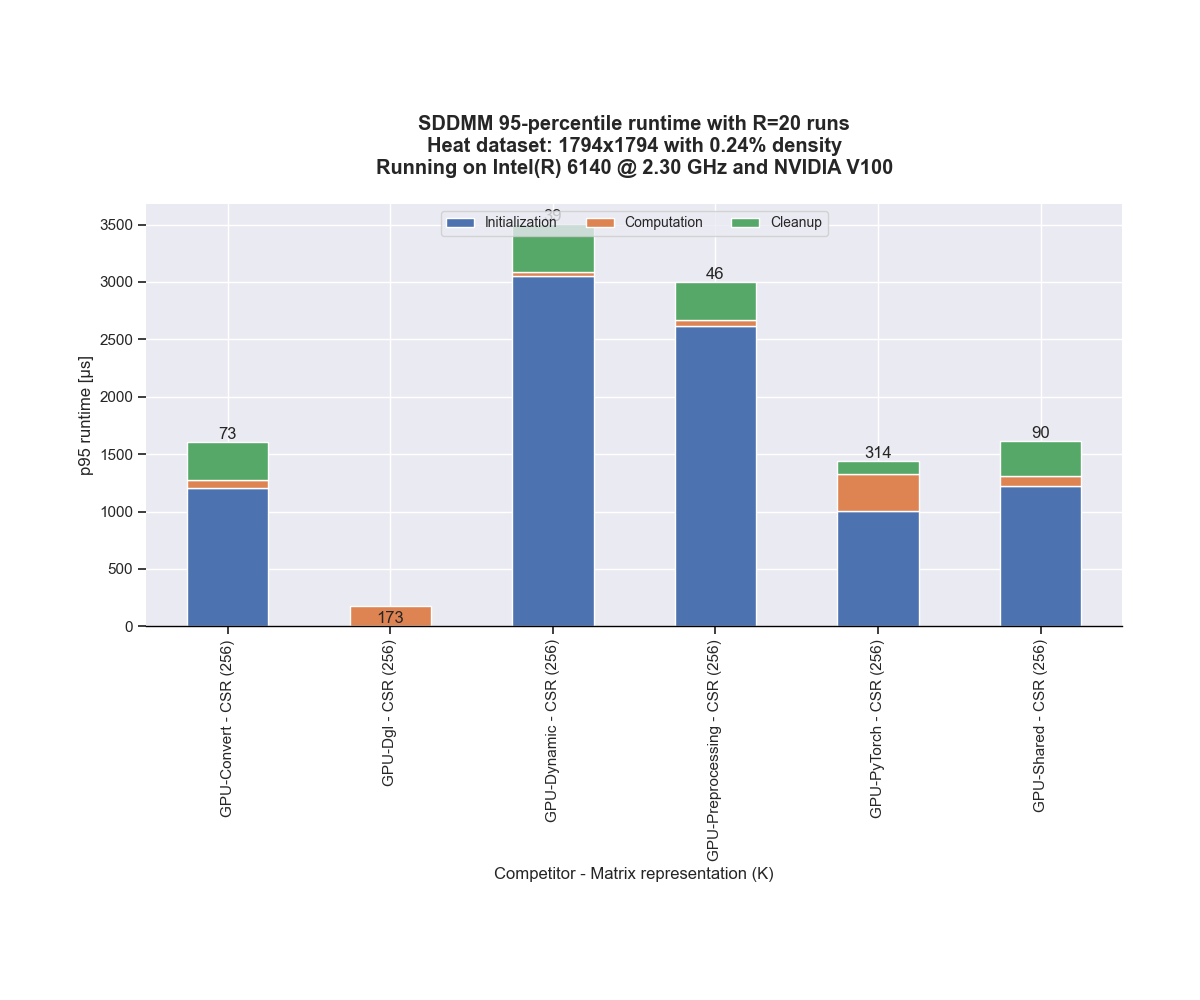 SDDMM 95-percentile runtime with R=20 runs
Heat dataset: 1794x1794 with 0.24% density
Running on Intel(R) 6140 @ 2.30 GHz and NVIDIA V100
39
Initialization Computation Cleanup
3500
3000
2500
2000
1500
1000
500
0
p95 runtime [µs]
73
173
46
314
90
GPU-Convert - CSR (256)
GPU-Dgl - CSR (256)
GPU-Dynamic - CSR (256)
GPU-Preprocessing - CSR (256)
GPU-PyTorch - CSR (256)
GPU-Shared - CSR (256)
Competitor - Matrix representation (K)